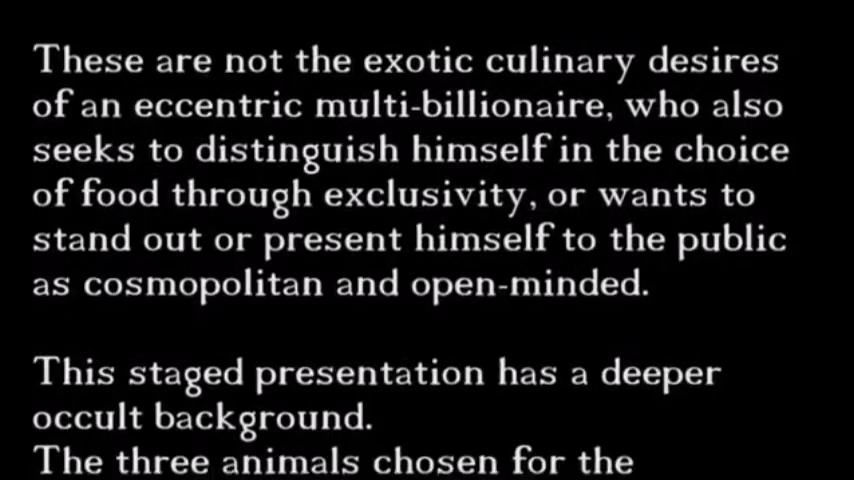 These are not the exotic culinary desires
of an eccentric multi-billionaire, who also
seeks to distinguish himself in the choice
of food through exclusivity, or wants to
stand out or present himself to the public
as cosmopolitan and open-minded.
This staged presentation has a deeper
occult background.
The three animals chosen for the